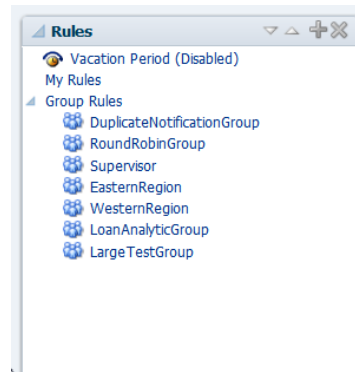 Rules
Vacation Period (Disabled)
My Rules
Group Rules
DuplicateNotificationGroup
RoundRobinGroup
Supervisor
EasternRegion
WesternRegion
LoanAnalyticGroup
LargeTestGroup